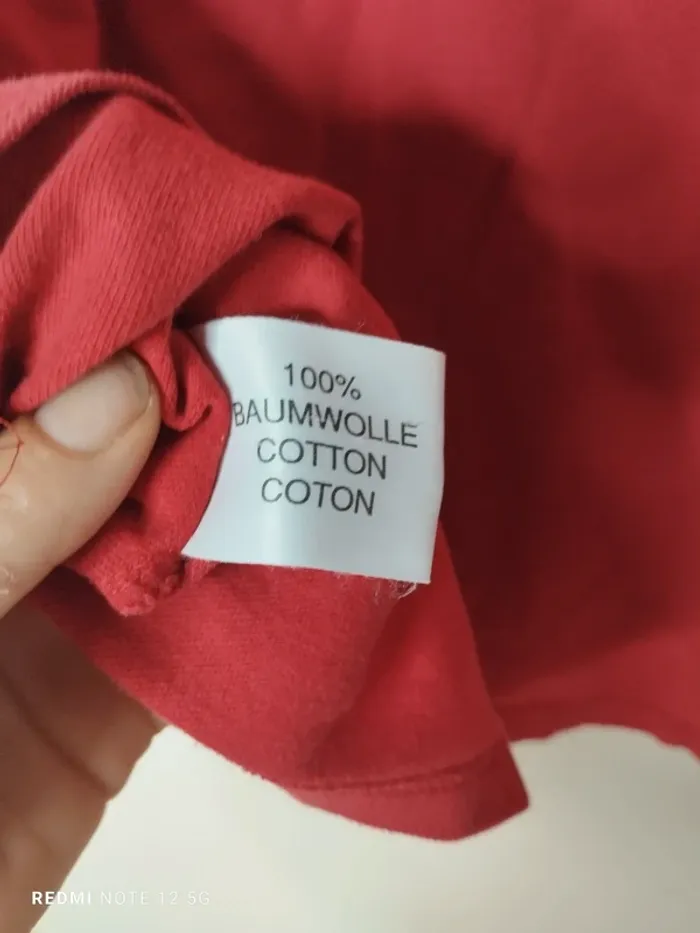 100%
BAUMWOLLE
COTTON
COTON
REDMI NOTE 12 5G